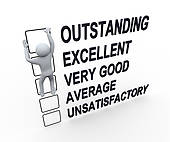 OUTSTANDING
EXCELLENT
VERY GOOD
AVERAGE
UNSATISFACTORY